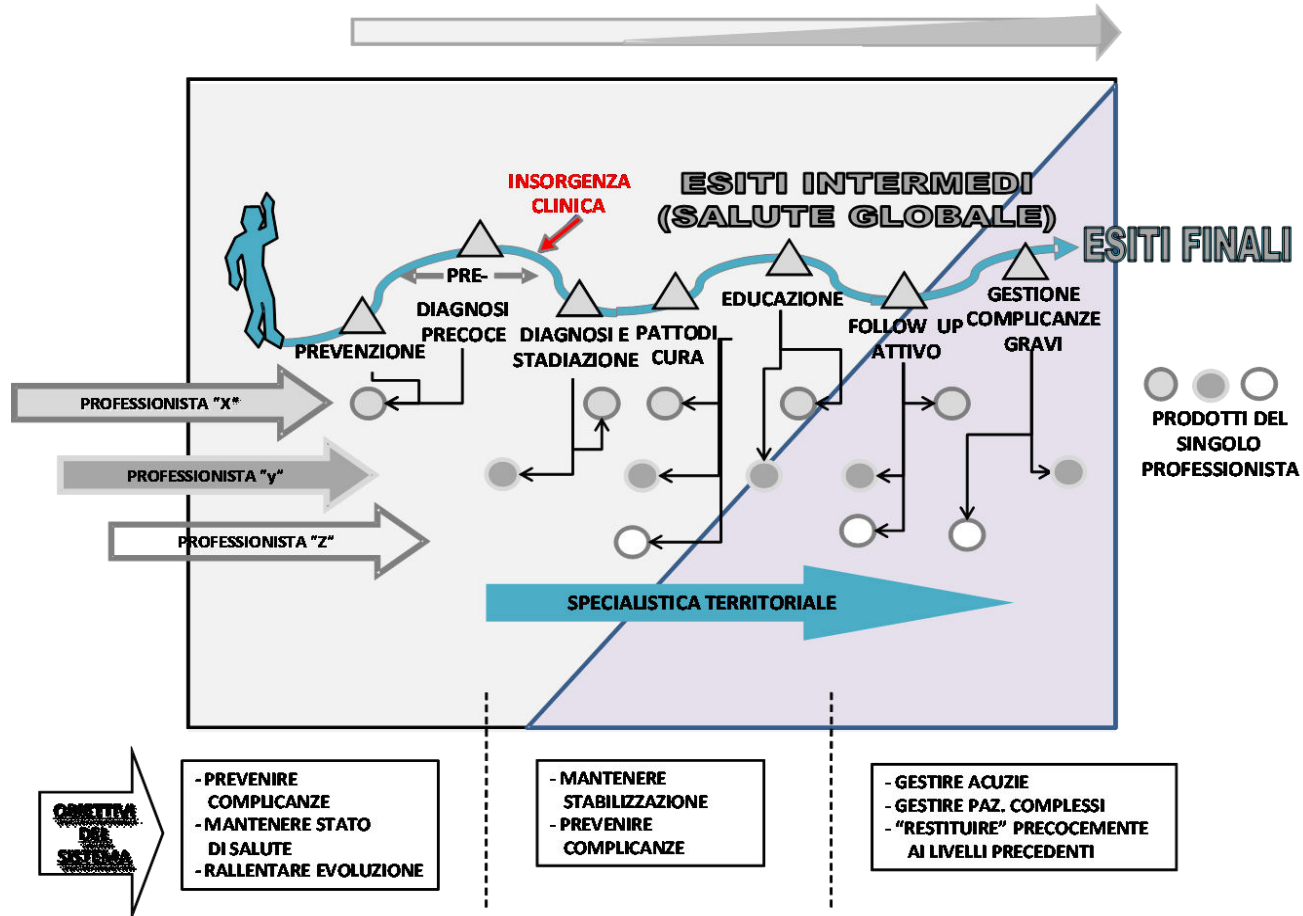 INSORGENZA
CLINICA
ESITI INTERMEDI
(SALUTE GLOBALE)
ESITI FINALI
PRE-
DIAGNOSI
PRECOCE
PREVENZIONE
DIAGNOSI E
STADIAZIONE
PATTODI
CURA
EDUCAZIONE
FOLLOW UP
ATTIVO
GESTIONE
COMPLICANZE
GRAVI
PROFESSIONISTA "X"
PROFESSIONISTA "y"
PROFESSIONISTA "Z"
PRODOTTI DEL
SINGOLO
PROFESSIONISTA
SPECIALISTICA TERRITORIALE
OBIETTIVI
DEL
SISTEMA
- PREVENIRE
COMPLICANZE
- MANTENERE STATO
DI SALUTE
- RALLENTARE EVOLUZIONE
- MANTENERE
STABILIZZAZIONE
- PREVENIRE
COMPLICANZE
- GESTIRE ACUZIE
- GESTIRE PAZ. COMPLESSI
- "RESTITUIRE" PRECOCEMENTE
AI LIVELLI PRECEDENTI